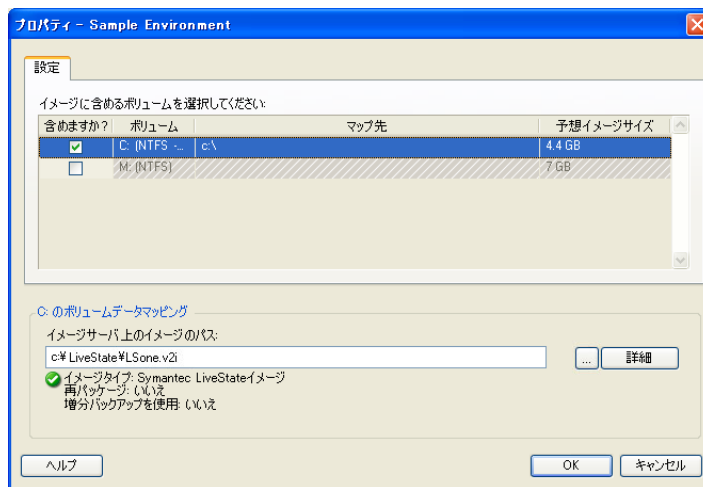 プロパティ - Sample Environment
設定
イメージに含めるボリュームを選択してください:
含めますか? ボリューム マップ先 予想イメージサイズ
C: (NTFS -... c:\ 4.4 GB
M: (NTFS) 7 GB
C: のボリュームデータマッピング
イメージサーバ上のイメージのパス:
c:¥LiveState¥LSone.v2i ... 詳細
イメージタイプ: Symantec LiveStateイメージ
再パッケージ: いいえ
増分バックアップを使用: いいえ
ヘルプ OK キャンセル